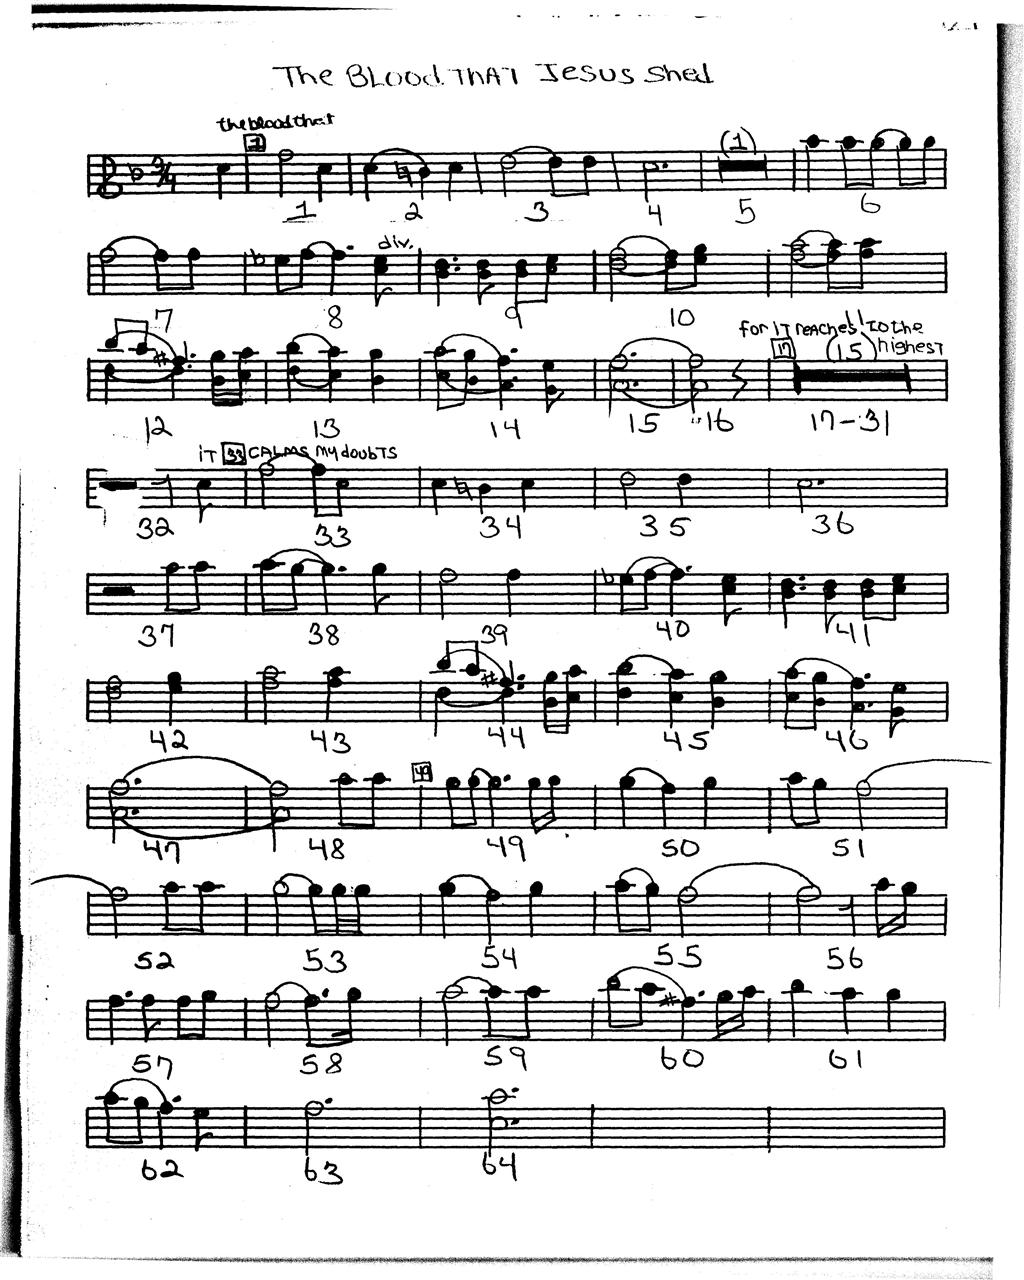 The Blood That Jesus Shed
the blood that
1
3/4
(1)
1 2 3 4 5 6
div.
7 8 9 10
for it reaches!! to the
17 (15) highest
12 13 14 15 16 17-31
it 33 calms my doubts
32 33 34 35 36
37 38 39 40 41
42 43 44 45 46
49
47 48 49 50 51
52 53 54 55 56
57 58 59 60 61
62 63 64